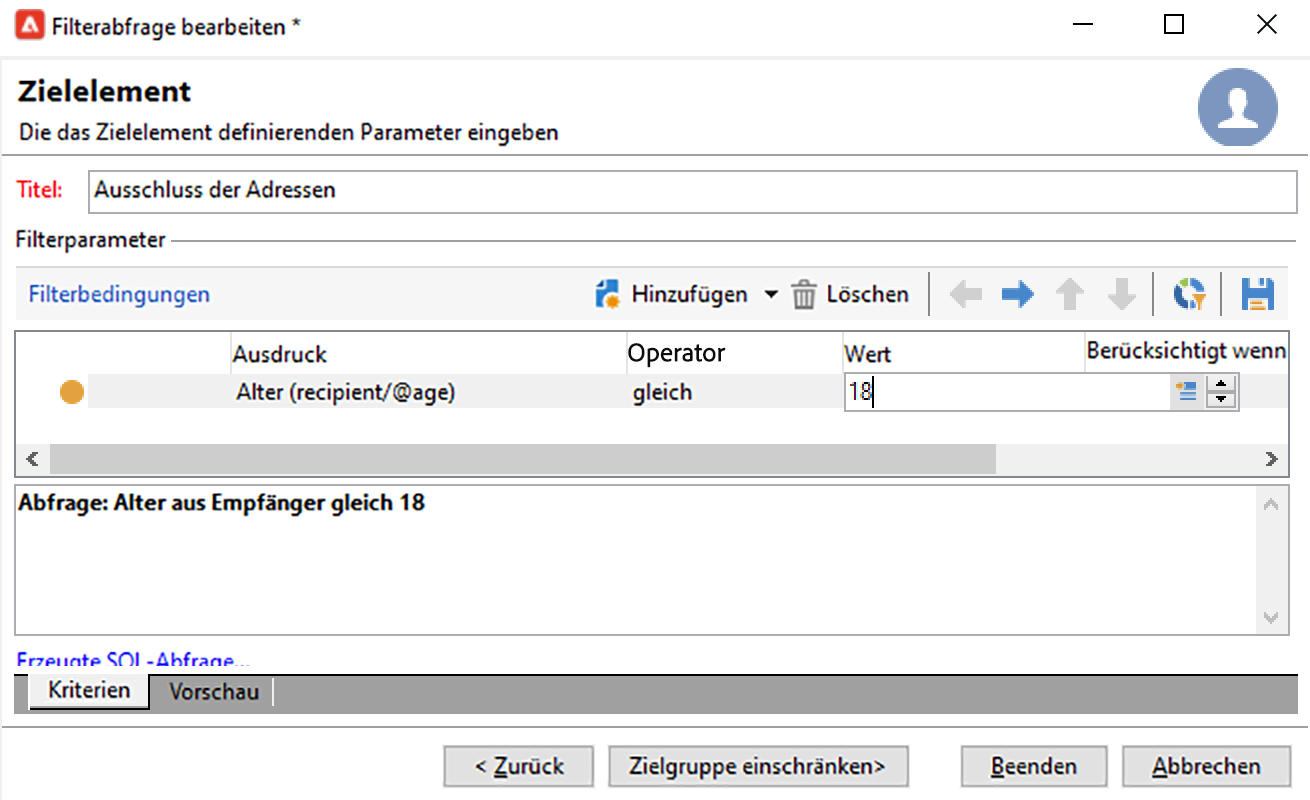 Filterabfrage bearbeiten *
Zielelement
Die das Zielelement definierenden Parameter eingeben
Titel: Ausschluss der Adressen
Filterparameter
Filterbedingungen Hinzufügen Löschen
Ausdruck Operator Wert Berücksichtigt wenn
Alter (recipient/@age) gleich 18
Abfrage: Alter aus Empfänger gleich 18
Erzeugte SQL-Abfrage...
Kriterien Vorschau
< Zurück Zielgruppe einschränken> Beenden Abbrechen